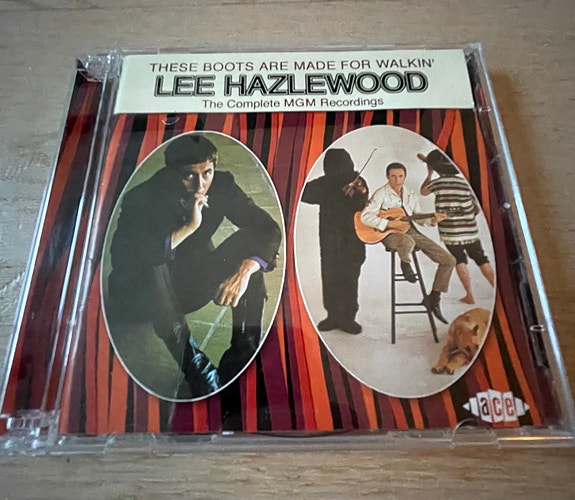 THESE BOOTS ARE MADE FOR WALKIN'
LEE HAZLEWOOD
The Complete MGM Recordings
ace